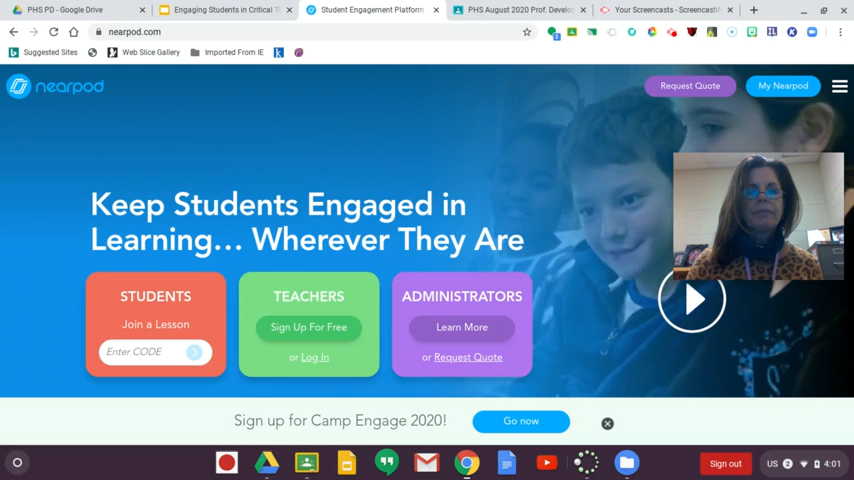 PHS PD - Google Drive
Engaging Students in Critical T
Student Engagement Platform
PHS August 2020 Prof. Develop
Your Screencasts - Screencastif
nearpod.com
Suggested Sites
Web Slice Gallery
Imported From IE
nearpod
Request Quote
My Nearpod
Keep Students Engaged in
Learning... Wherever They Are
STUDENTS
Join a Lesson
Enter CODE
TEACHERS
Sign Up For Free
or Log In
ADMINISTRATORS
Learn More
or Request Quote
Sign up for Camp Engage 2020!
Go now
Sign out
US
2
4:01